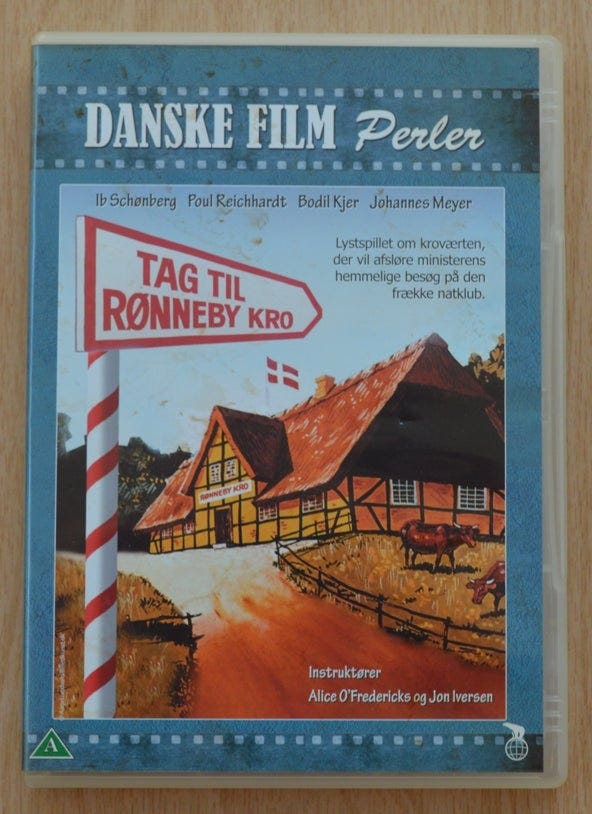 DANSKE FILM Perler
Ib Schønberg Poul Reichhardt Bodil Kjer Johannes Meyer
Lystspillet om kroværten,
der vil afsløre ministerens
hemmelige besøg på den
frække natklub.
TAG TIL
RØNNEBY KRO
RØNNEBY KRO
Instruktører
Alice O'Fredericks og Jon Iversen
A